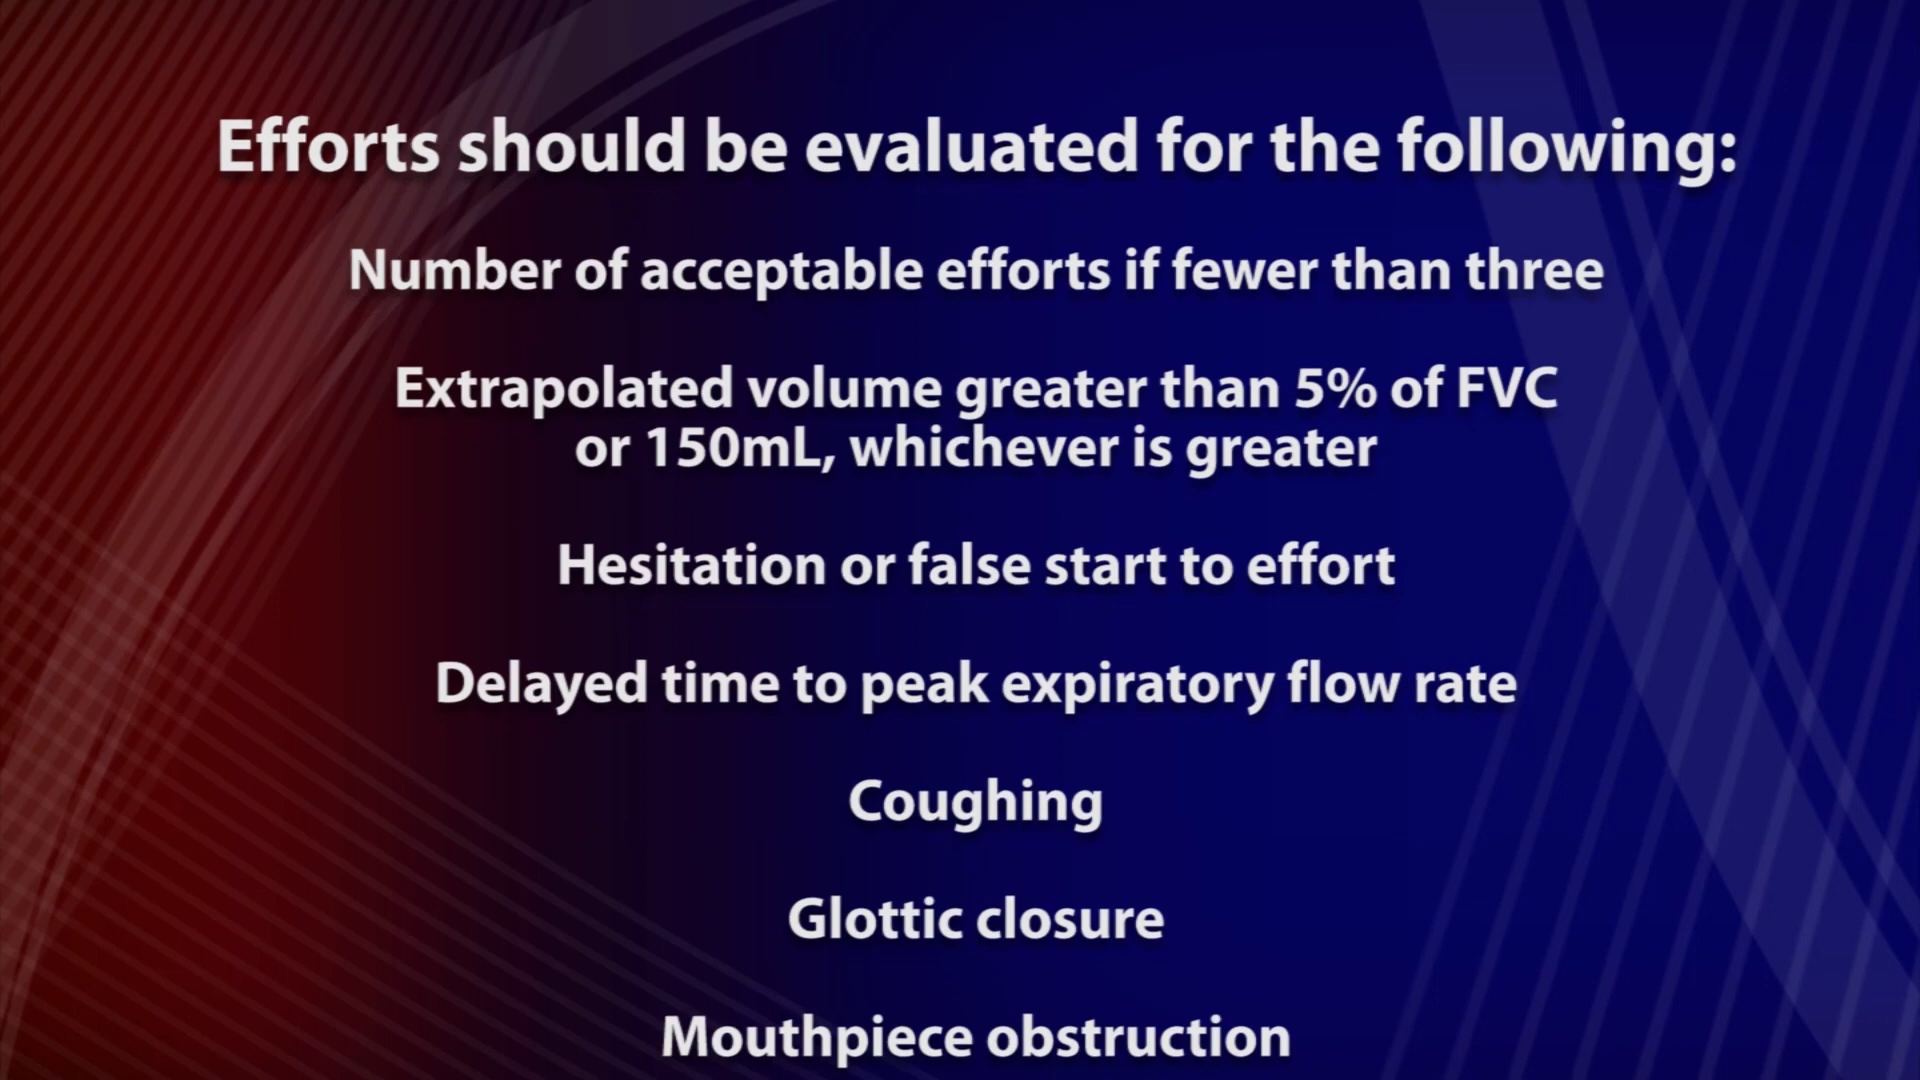 Efforts should be evaluated for the following:
Number of acceptable efforts if fewer than three
Extrapolated volume greater than 5% of FVC
or 150mL, whichever is greater
Hesitation or false start to effort
Delayed time to peak expiratory flow rate
Coughing
Glottic closure
Mouthpiece obstruction